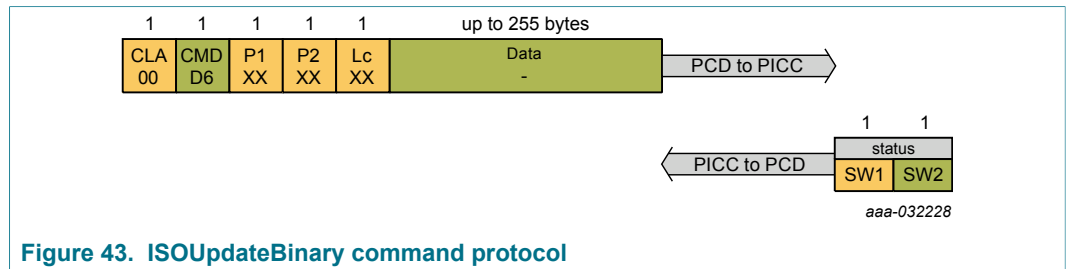 1 1 1 1 1 up to 255 bytes
CLA CMD P1 P2 Lc Data
00 D6 XX XX XX -
PCD to PICC
1 1
status
PICC to PCD
SW1 SW2
aaa-032228
Figure 43. ISOUpdateBinary command protocol